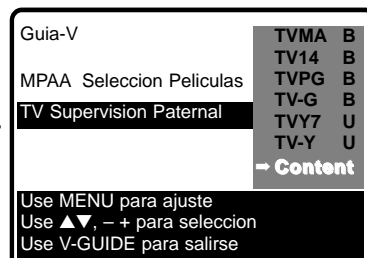 Guia-V
MPAA Seleccion Peliculas
TV Supervision Paternal
TVMA B
TV14 B
TVPG B
TV-G B
TVY7 U
TV-Y U
➡ Content
Use MENU para ajuste
Use ▲▼, – + para seleccion
Use V-GUIDE para salirse